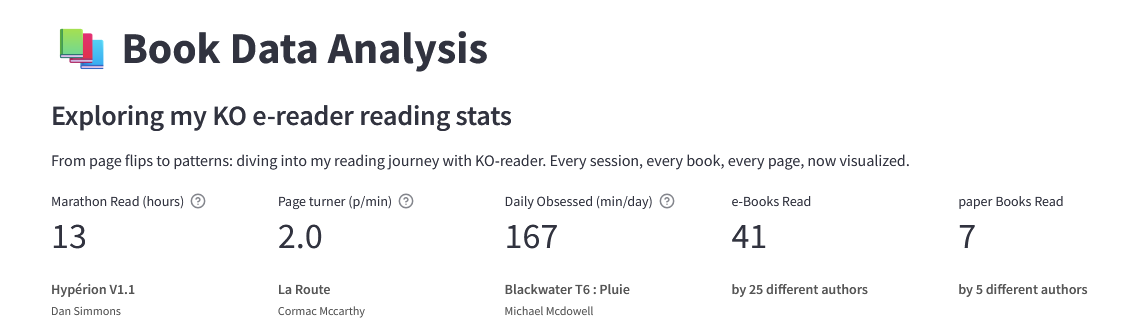 Book Data Analysis
Exploring my KO e-reader reading stats
From page flips to patterns: diving into my reading journey with KO-reader. Every session, every book, every page, now visualized.
Marathon Read (hours) Page turner (p/min) Daily Obsessed (min/day) e-Books Read paper Books Read
13 2.0 167 41 7
Hypérion V1.1 La Route Blackwater T6 : Pluie by 25 different authors by 5 different authors
Dan Simmons Cormac Mccarthy Michael Mcdowell